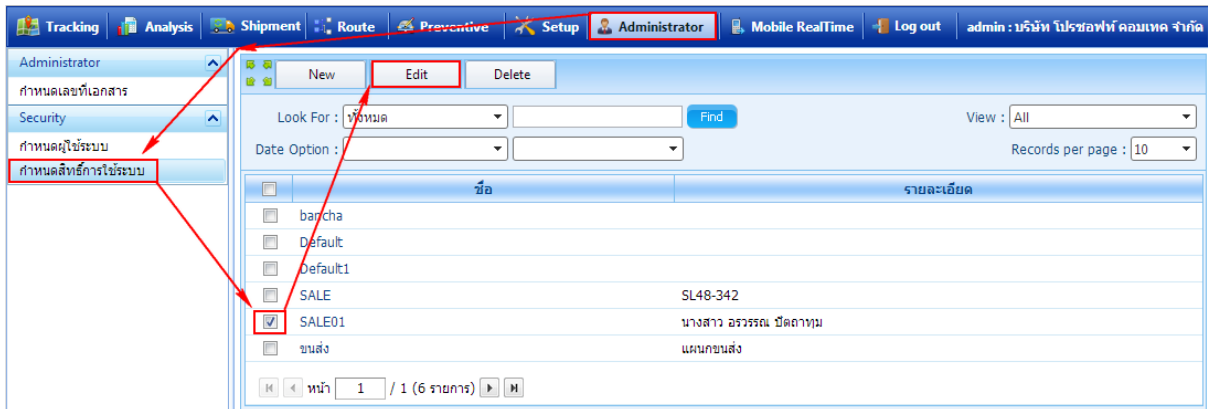 Tracking Analysis Shipment Route Preventive Setup Administrator Mobile RealTime Log out admin : บริษัท โปรซอฟท์ คอมเทค จำกัด
Administrator
กำหนดเลขที่เอกสาร
Security
กำหนดผู้ใช้ระบบ
กำหนดสิทธิ์การใช้ระบบ
New Edit Delete
Look For : ทั้งหมด Find View : All
Date Option : Records per page : 10
ชื่อ รายละเอียด
bancha
Default
Default1
SALE SL48-342
SALE01 นางสาว อรวรรณ ปัดถาทุม
ขนส่ง แผนกขนส่ง
หน้า 1 / 1 (6 รายการ)